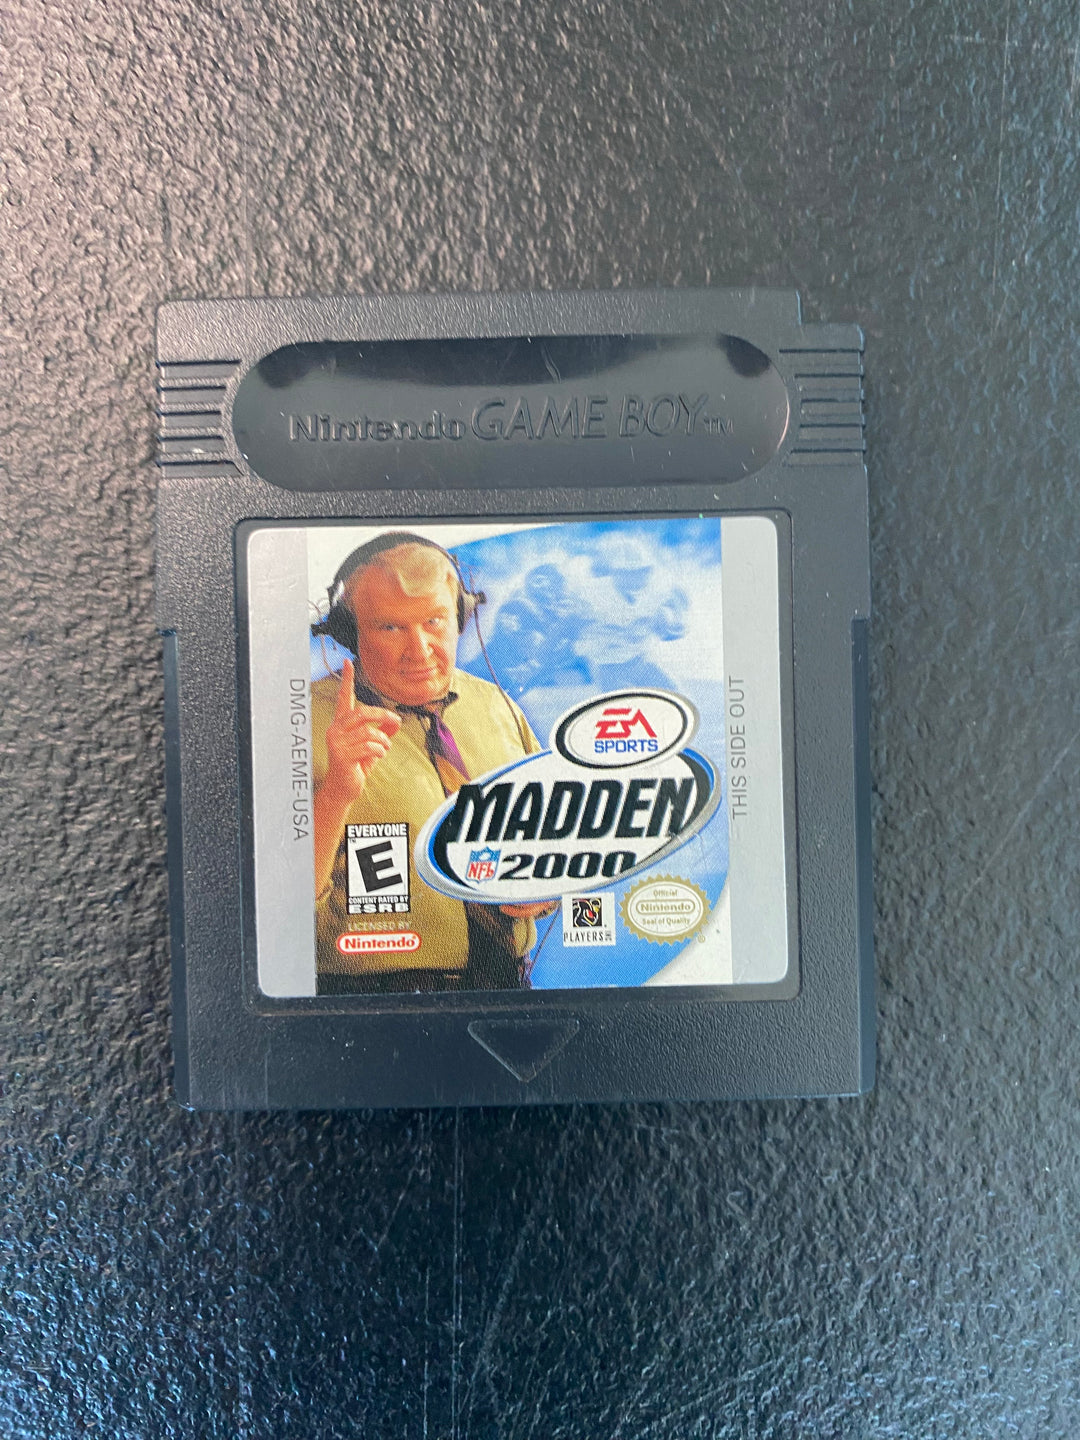 Nintendo GAME BOY TM
DMG-AEME-USA
THIS SIDE OUT
EA
SPORTS
MADDEN
NFL 2000
EVERYONE
E
TM
CONTENT RATED BY
ESRB
LICENSED BY
Nintendo
PLAYERS INC
Official
Nintendo
Seal of Quality
®